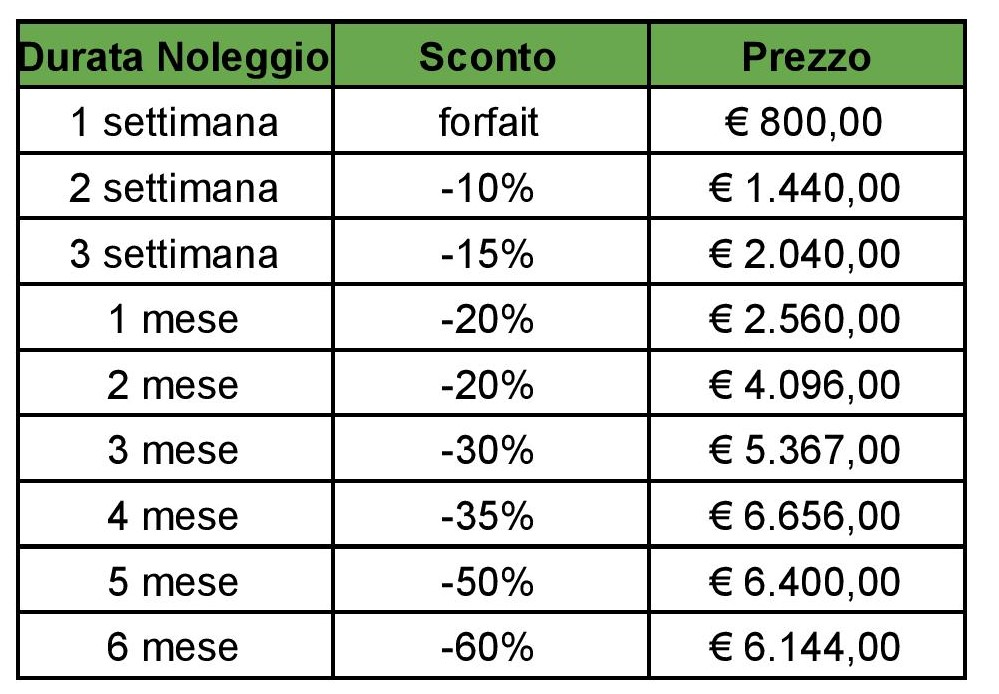 Durata Noleggio Sconto Prezzo
1 settimana forfait € 800,00
2 settimana -10% € 1.440,00
3 settimana -15% € 2.040,00
1 mese -20% € 2.560,00
2 mese -20% € 4.096,00
3 mese -30% € 5.367,00
4 mese -35% € 6.656,00
5 mese -50% € 6.400,00
6 mese -60% € 6.144,00